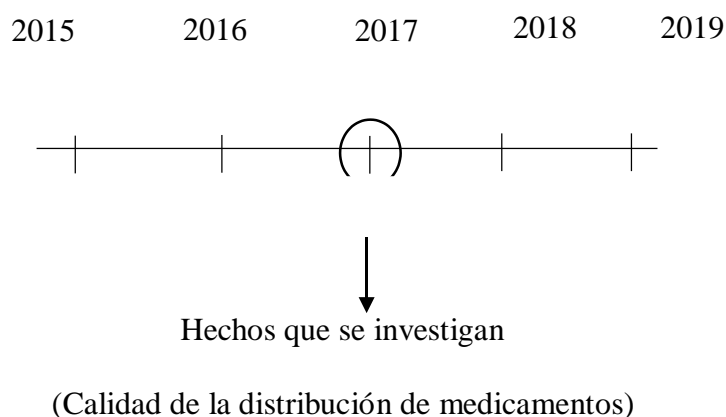 2015 2016 2017 2018 2019
Hechos que se investigan
(Calidad de la distribución de medicamentos)